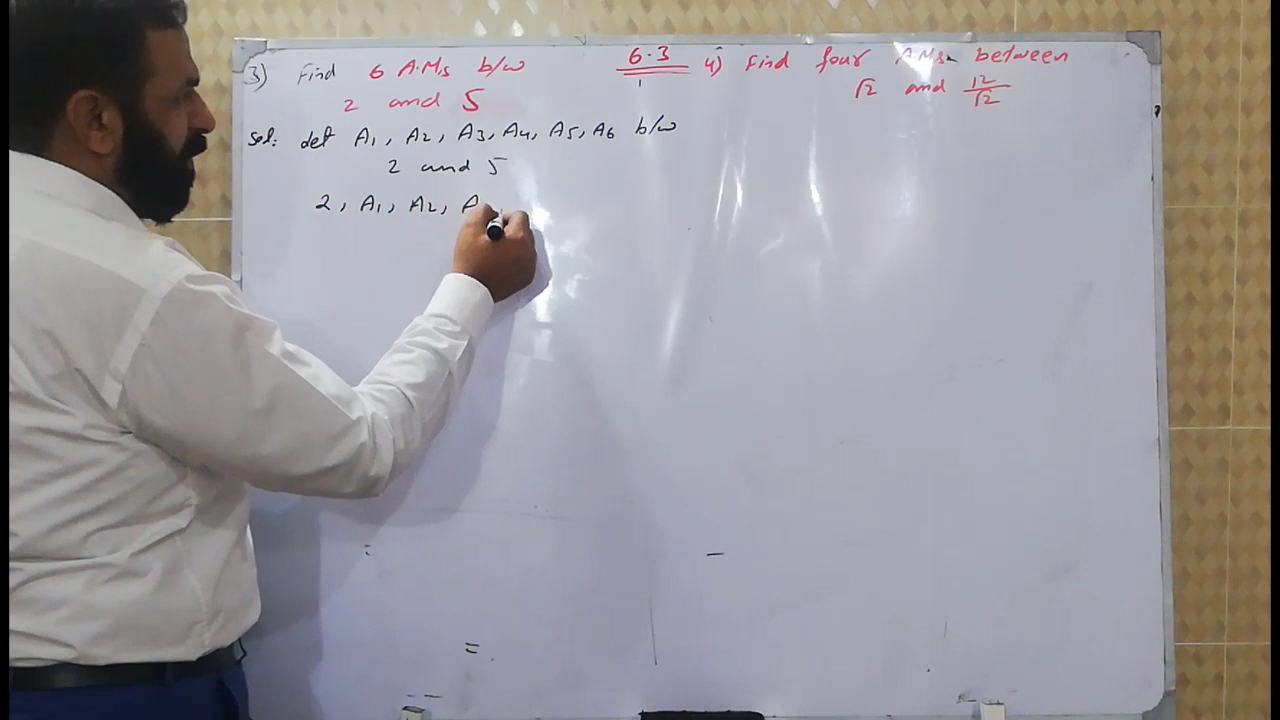 6.3
3) Find 6 A.Ms b/w
2 and 5
Sol: Let A1, A2, A3, A4, A5, A6 b/w
2 and 5
2, A1, A2, A
4) Find four A.Ms between
√2 and 12/√2